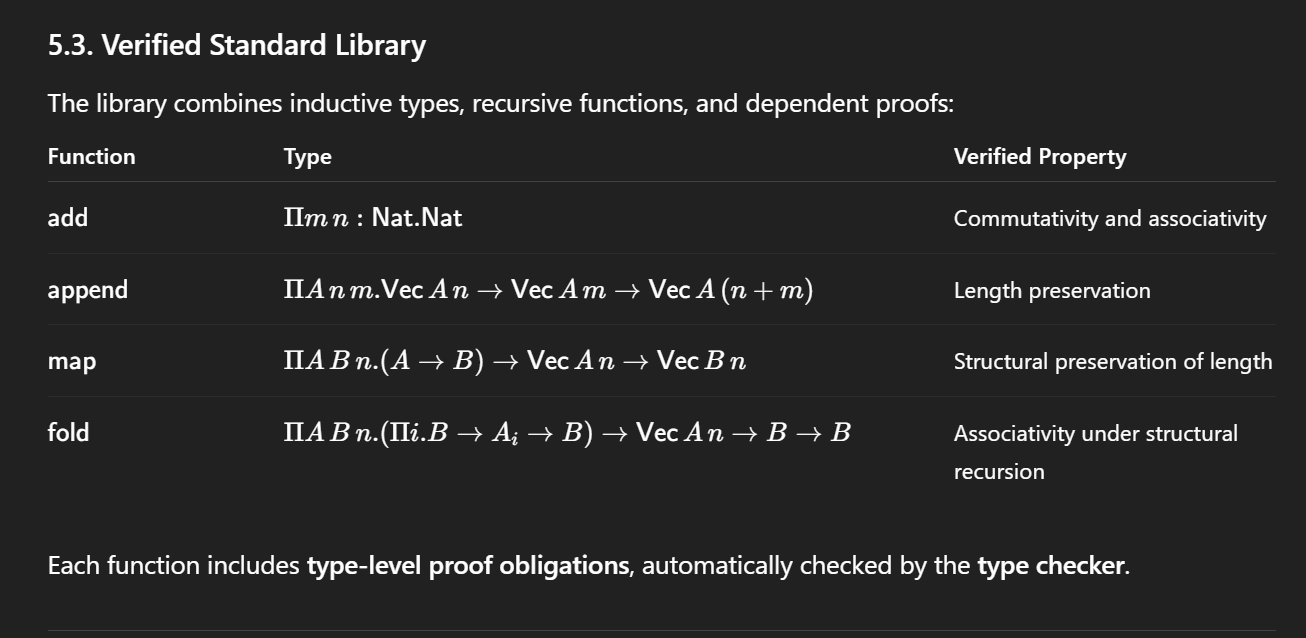 5.3. Verified Standard Library
The library combines inductive types, recursive functions, and dependent proofs:
Function Type Verified Property
add Πm n : Nat.Nat Commutativity and associativity
append ΠA n m.Vec A n → Vec A m → Vec A (n + m) Length preservation
map ΠA B n.(A → B) → Vec A n → Vec B n Structural preservation of length
fold ΠA B n.(Πi.B → Aᵢ → B) → Vec A n → B → B Associativity under structural
recursion
Each function includes type-level proof obligations, automatically checked by the type checker.